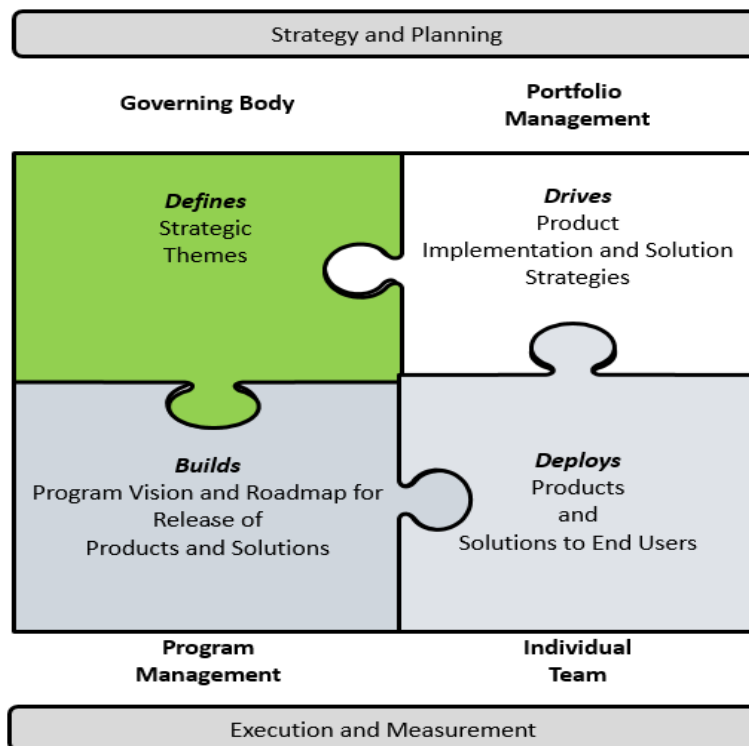 Strategy and Planning
Governing Body
Portfolio
Management
Defines
Strategic
Themes
Drives
Product
Implementation and Solution
Strategies
Builds
Program Vision and Roadmap for
Release of
Products and Solutions
Deploys
Products
and
Solutions to End Users
Program
Management
Individual
Team
Execution and Measurement